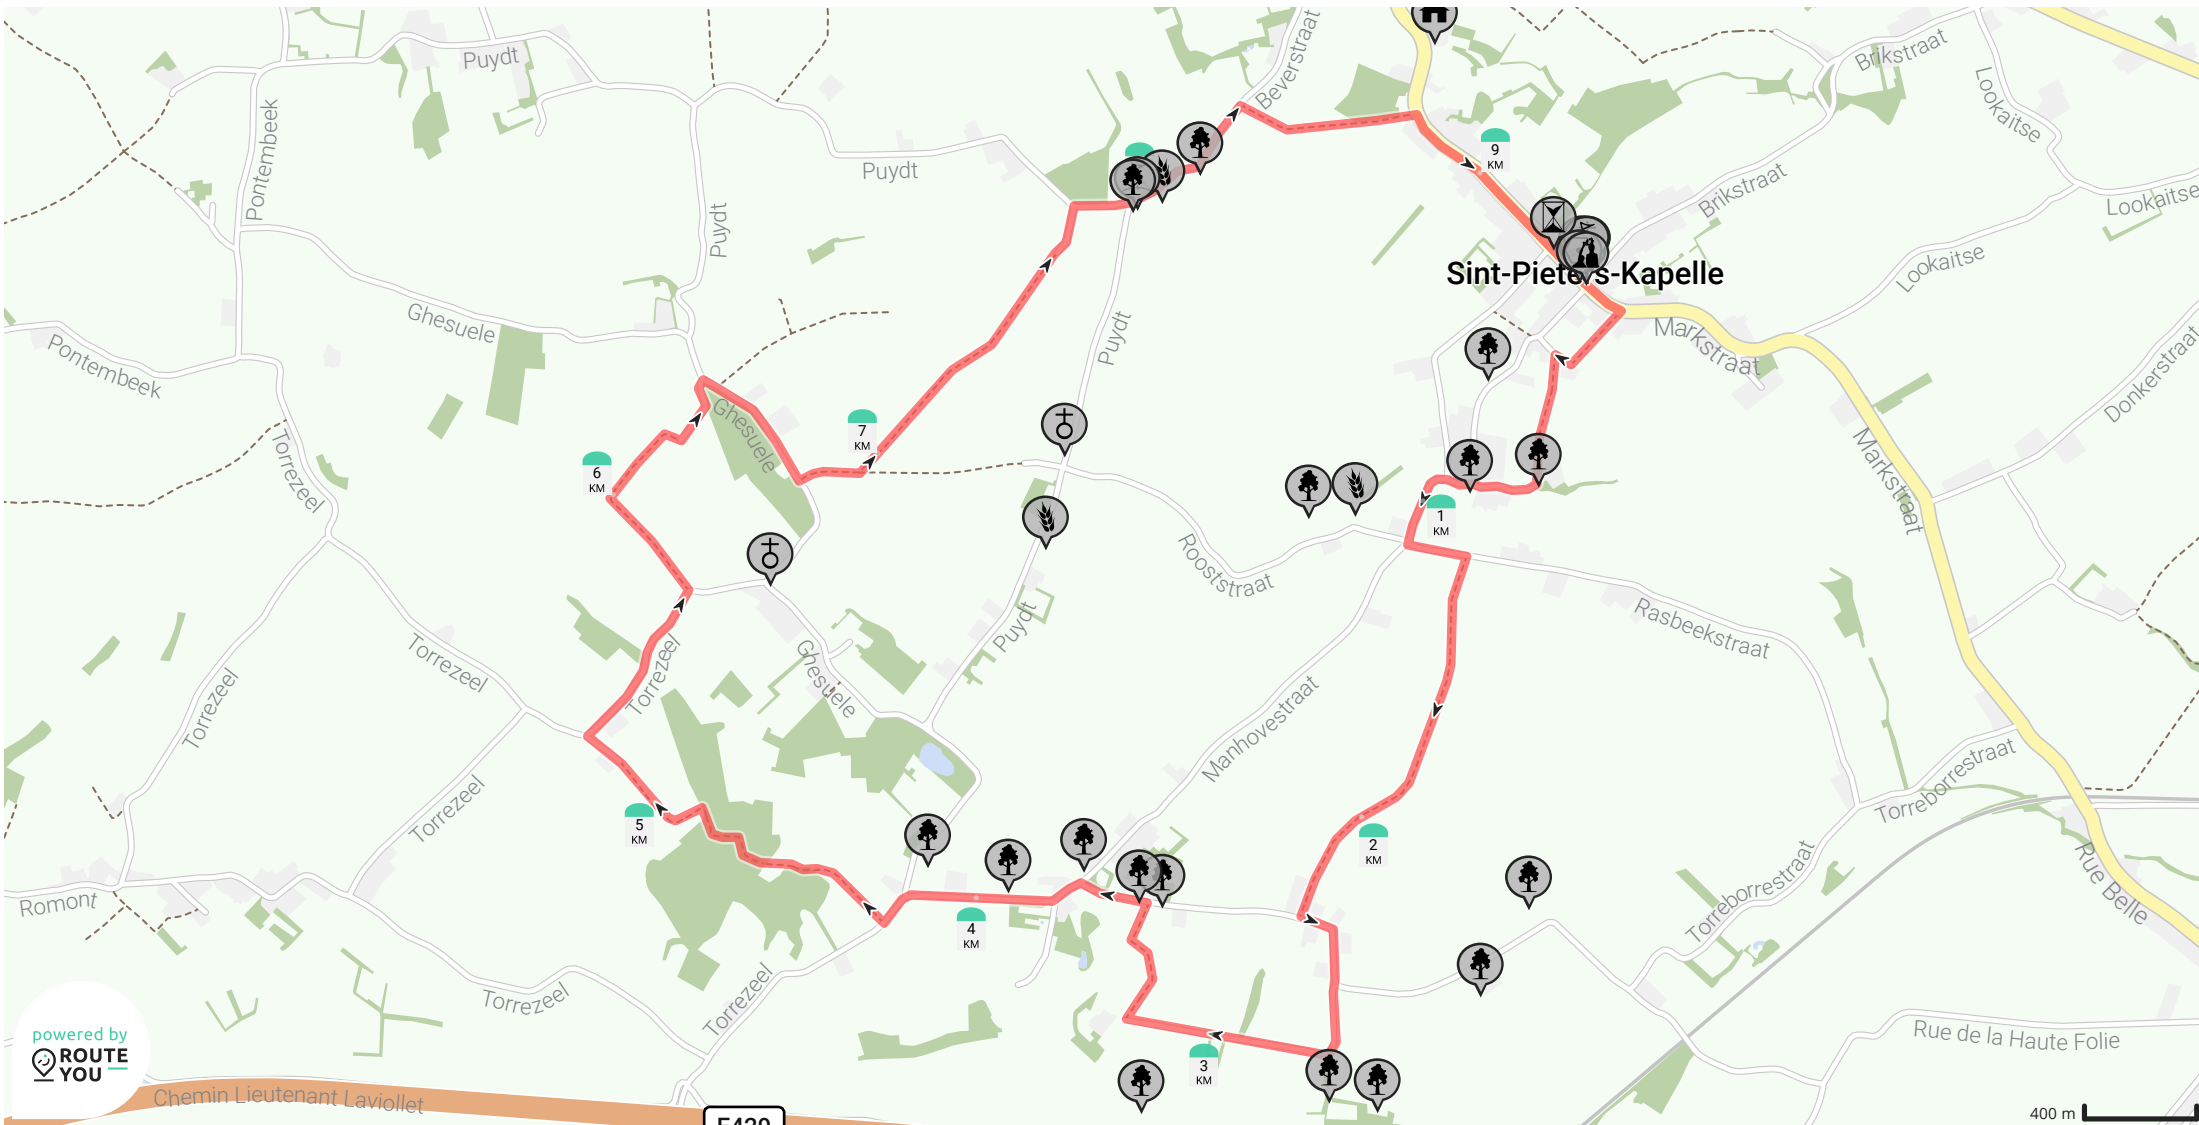 Puydt
Beverstraat
Brikstraat
Lookaitse
Pontembeek
Puydt
9
KM
Brikstraat
Lookaitse
Puydt
Lookaitse
Sint-Pieters-Kapelle
Ghesuele
Pontembeek
Puydt
Markstraat
Donkerstraat
Ghesuele
7
KM
6
KM
Torrezeel
Markstraat
1
KM
Rooststraat
Puydt
Rasbeekstraat
Torrezeel
Torrezeel
Torrezeel
Ghesuele
Manhovestraat
Torreborrestraat
Torrezeel
5
KM
2
KM
Rue Belle
Romont
Torreborrestraat
4
KM
Torrezeel
Torrezeel
Rue de la Haute Folie
3
KM
powered by
ROUTE
YOU
Chemin Lieutenant Laviollet
400 m